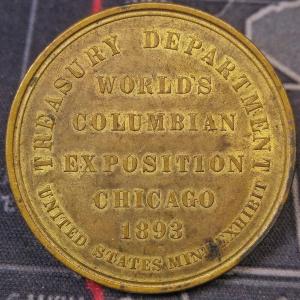 TREASURY DEPARTMENT
WORLD'S
COLUMBIAN
EXPOSITION
CHICAGO
1893
UNITED STATES MINT EXHIBIT